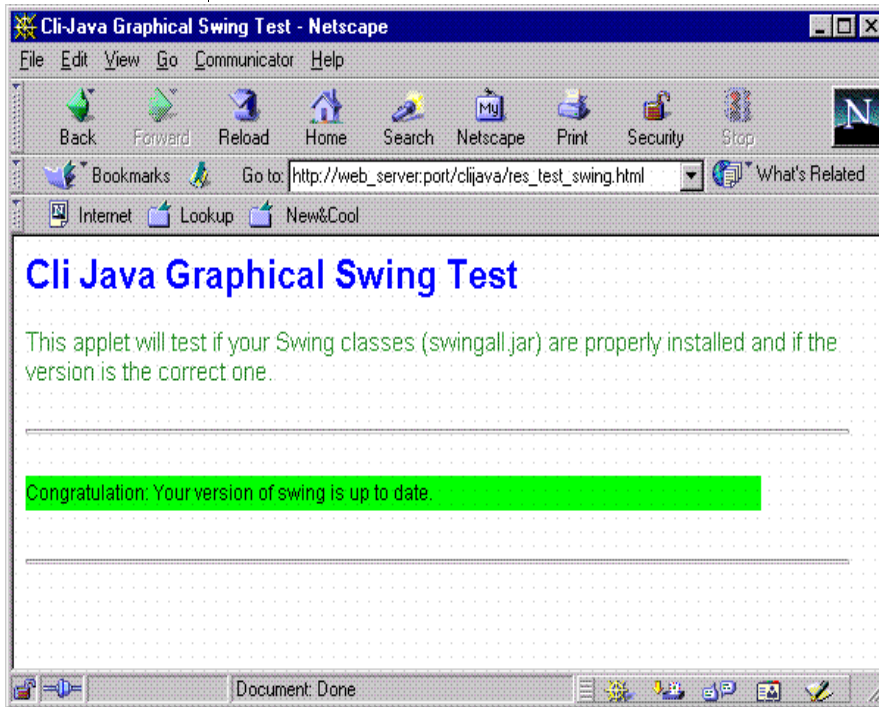 Cli-Java Graphical Swing Test - Netscape
File Edit View Go Communicator Help
Back Forward Reload Home Search Netscape Print Security Stop
My
N
Bookmarks Go to: http://web_server:port/clijava/res_test_swing.html What's Related
Internet Lookup New&Cool
Cli Java Graphical Swing Test
This applet will test if your Swing classes (swingall.jar) are properly installed and if the
version is the correct one.
Congratulation: Your version of swing is up to date.
Document: Done